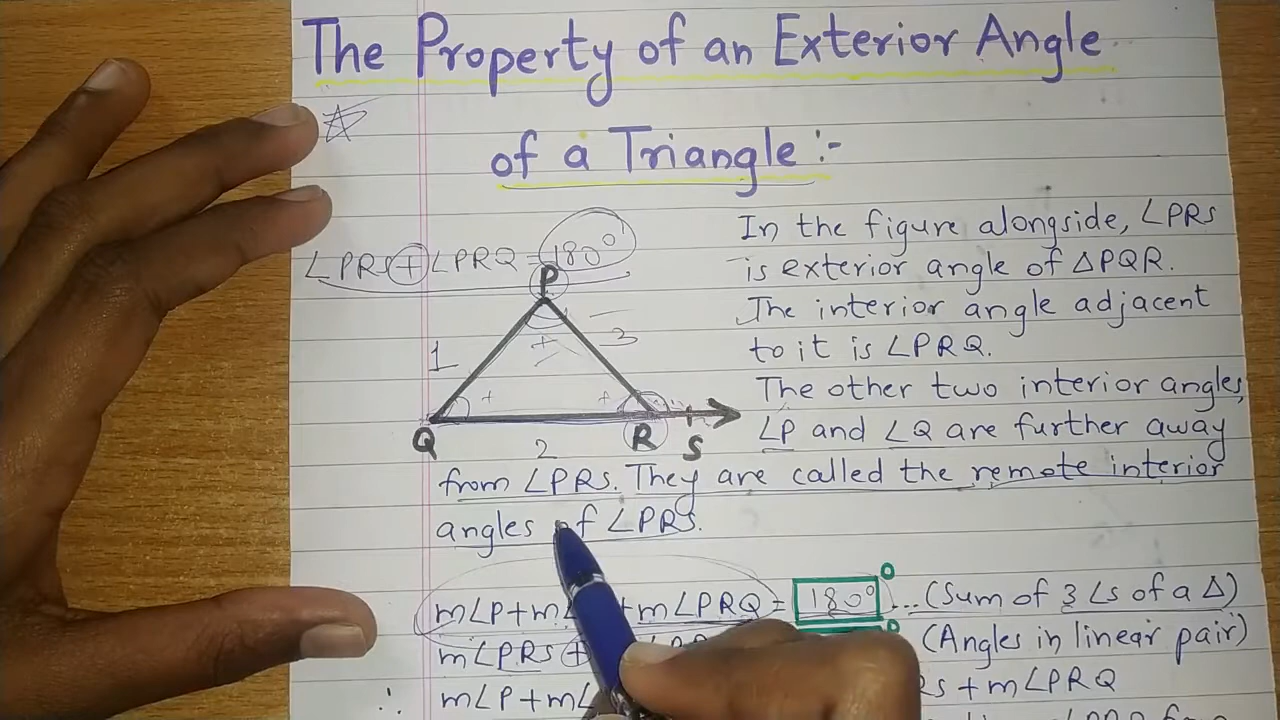 The Property of an Exterior Angle
of a Triangle :-
In the figure alongside, ∠PRS
∠PRS + ∠PRQ = 180°
is exterior angle of ΔPQR.
P
The interior angle adjacent
1
3
to it is ∠PRQ.
The other two interior angles,
Q
2
R
S
∠P and ∠Q are further away
from ∠PRS. They are called the remote interior
angles of ∠PRS.
m∠P + m∠ + m∠PRQ = 180° ... (Sum of 3 ∠s of a Δ)
m∠PRS + (Angles in linear pair)
∴ m∠P + m∠ + m∠PRQ